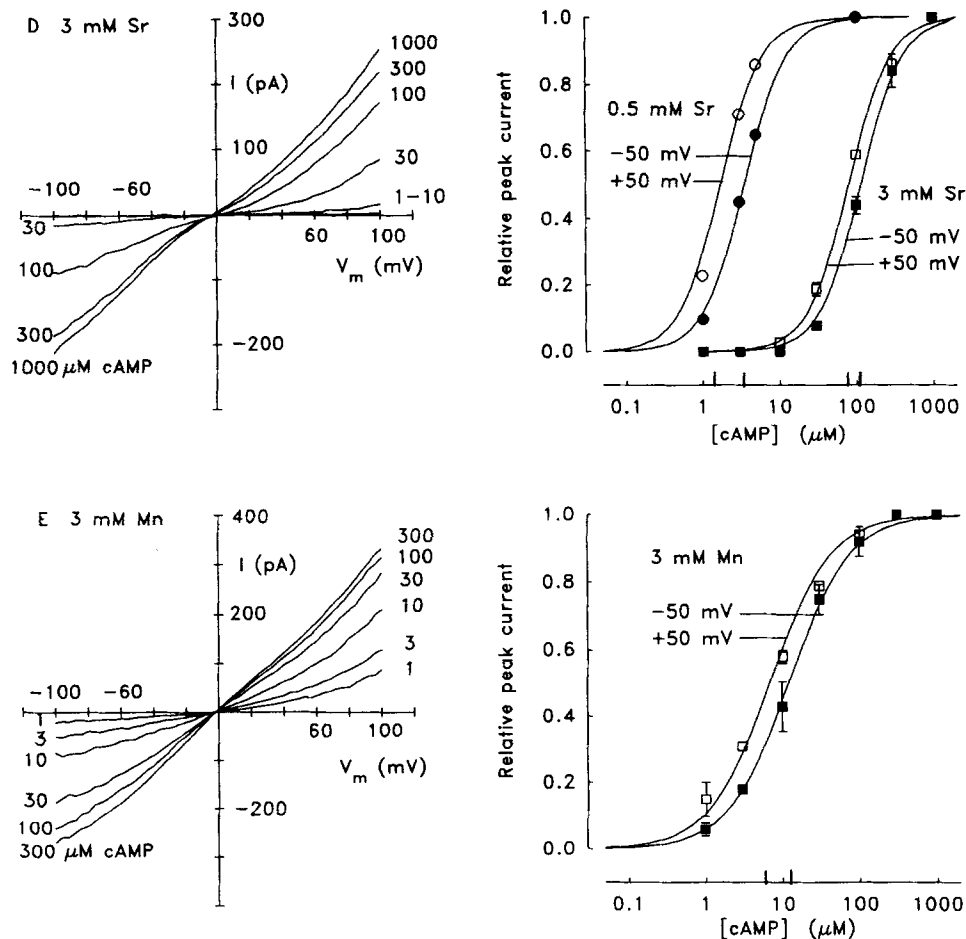 D 3 mM Sr
300
I (pA)
100
-100 -60
60 100
V_m (mV)
-200
1000
300
100
30
1-10
30
100
300
1000 μM cAMP
Relative peak current
1.0
0.8
0.6
0.4
0.2
0.0
0.5 mM Sr
-50 mV
+50 mV
3 mM Sr
-50 mV
+50 mV
0.1 1 10 100 1000
[cAMP] (μM)
E 3 mM Mn
400
I (pA)
200
-100 -60
60 100
V_m (mV)
-200
300
100
30
10
3
1
1
3
10
30
100
300 μM cAMP
Relative peak current
1.0
0.8
0.6
0.4
0.2
0.0
3 mM Mn
-50 mV
+50 mV
0.1 1 10 100 1000
[cAMP] (μM)